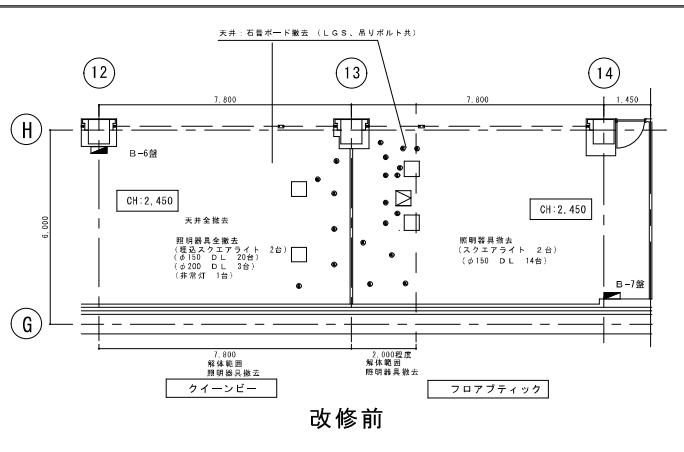 天井：石膏ボード撤去 （LGS、吊りボルト共）
12
13
14
7.800
7.800
1.450
H
B-6盤
CH:2,450
CH:2,450
6.000
天井全撤去
照明器具全撤去
（埋込スクエアライト 2台）
（φ150 DL 20台）
（φ200 DL 3台）
（非常灯 1台）
照明器具撤去
（スクエアライト 2台）
（φ150 DL 14台）
B-7盤
G
7.800
解体範囲
照明器具撤去
2.000程度
解体範囲
照明器具撤去
クイーンビー
フロアブティック
改修前